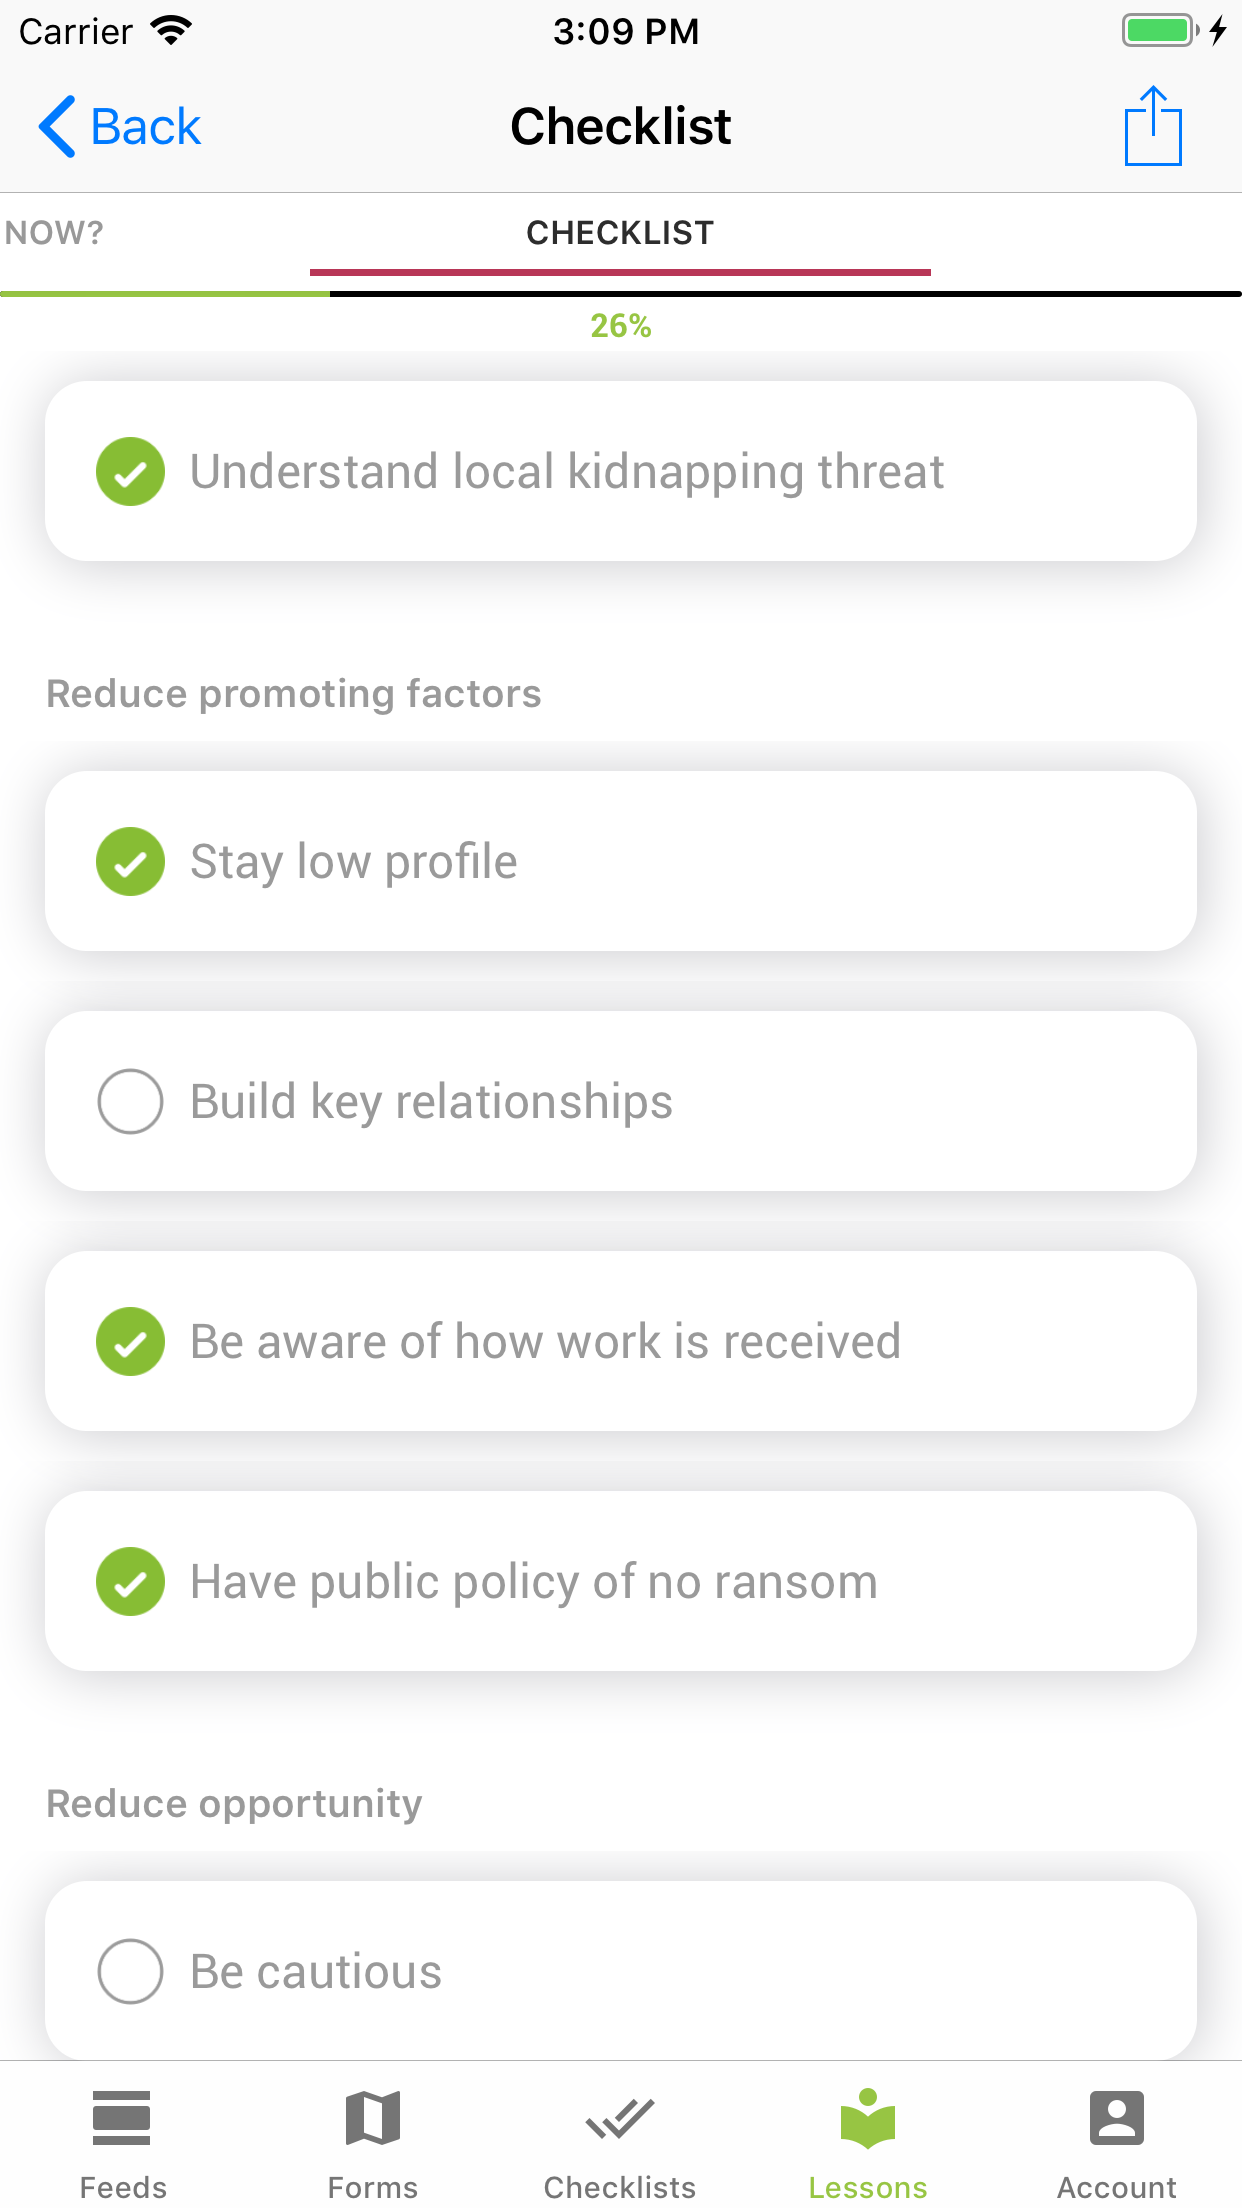 Carrier 3:09 PM
Back Checklist
NOW? CHECKLIST
26%
Understand local kidnapping threat
Reduce promoting factors
Stay low profile
Build key relationships
Be aware of how work is received
Have public policy of no ransom
Reduce opportunity
Be cautious
Feeds Forms Checklists Lessons Account